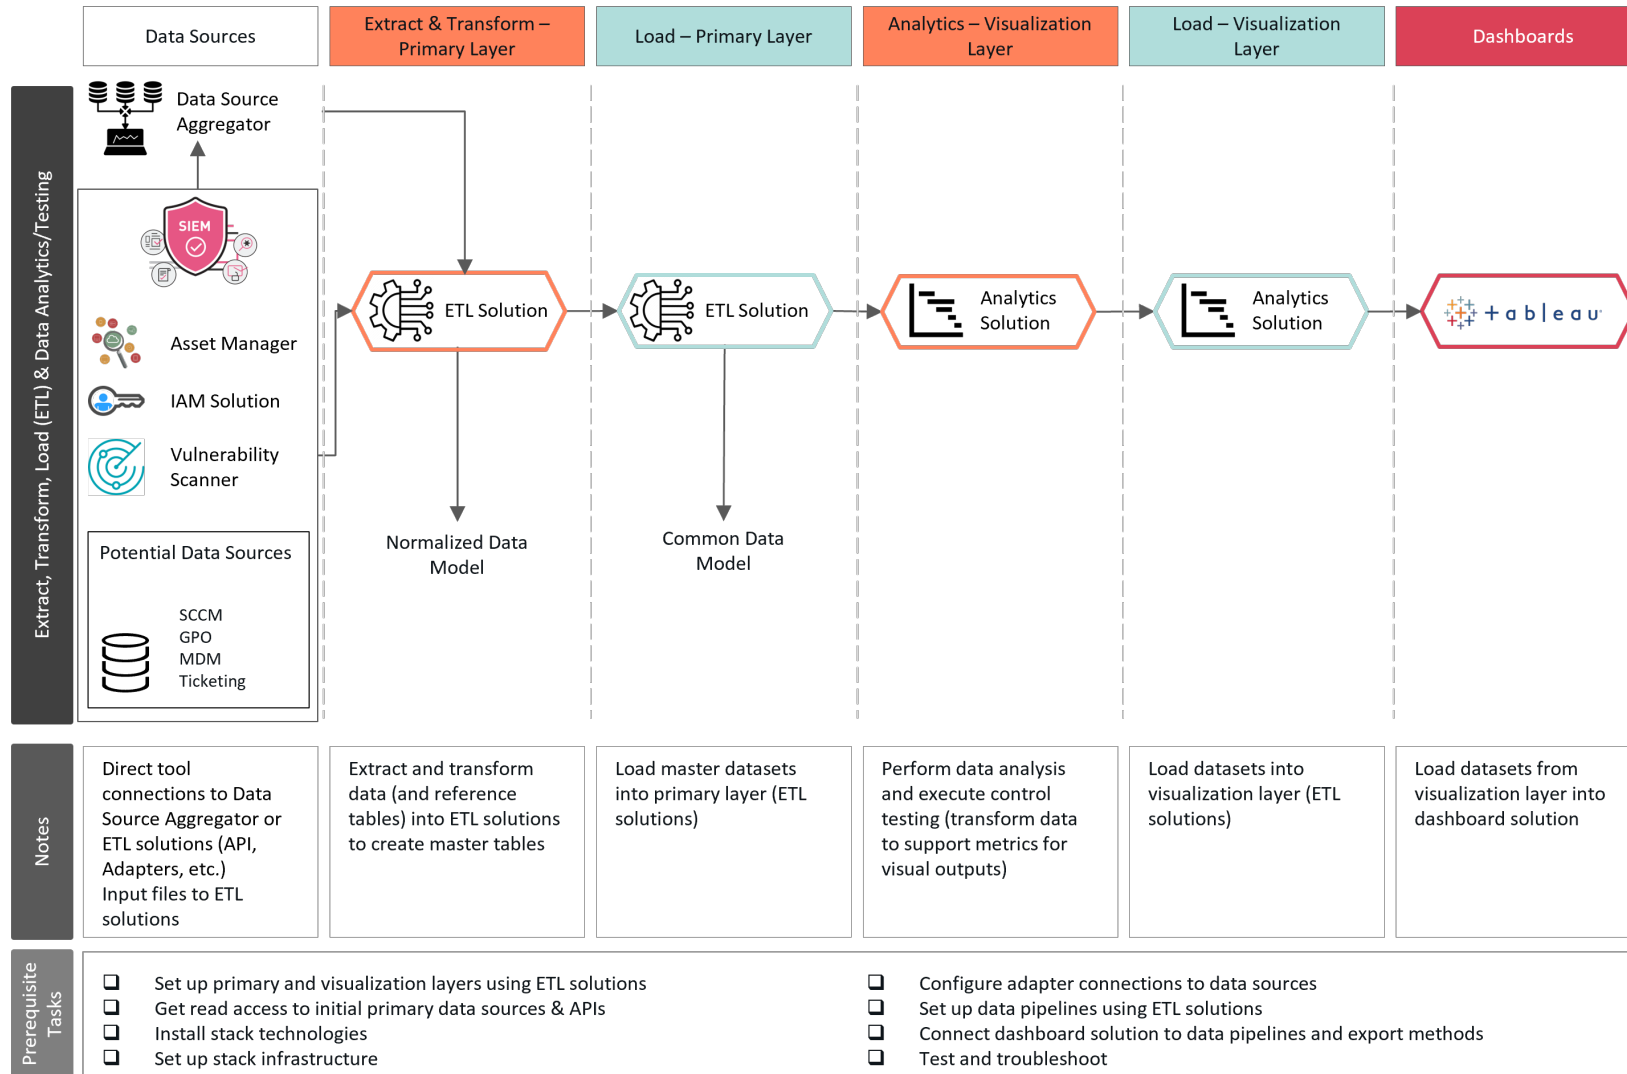 Data Sources
Extract & Transform –
Primary Layer
Load – Primary Layer
Analytics – Visualization
Layer
Load – Visualization
Layer
Dashboards
Extract, Transform, Load (ETL) & Data Analytics/Testing
Data Source
Aggregator
SIEM
Asset Manager
IAM Solution
Vulnerability
Scanner
Potential Data Sources
SCCM
GPO
MDM
Ticketing
ETL Solution
Normalized Data
Model
ETL Solution
Common Data
Model
Analytics
Solution
Analytics
Solution
+ableau
Notes
Direct tool
connections to Data
Source Aggregator or
ETL solutions (API,
Adapters, etc.)
Input files to ETL
solutions
Extract and transform
data (and reference
tables) into ETL solutions
to create master tables
Load master datasets
into primary layer (ETL
solutions)
Perform data analysis
and execute control
testing (transform data
to support metrics for
visual outputs)
Load datasets into
visualization layer (ETL
solutions)
Load datasets from
visualization layer into
dashboard solution
Prerequisite
Tasks
Set up primary and visualization layers using ETL solutions
Get read access to initial primary data sources & APIs
Install stack technologies
Set up stack infrastructure
Configure adapter connections to data sources
Set up data pipelines using ETL solutions
Connect dashboard solution to data pipelines and export methods
Test and troubleshoot